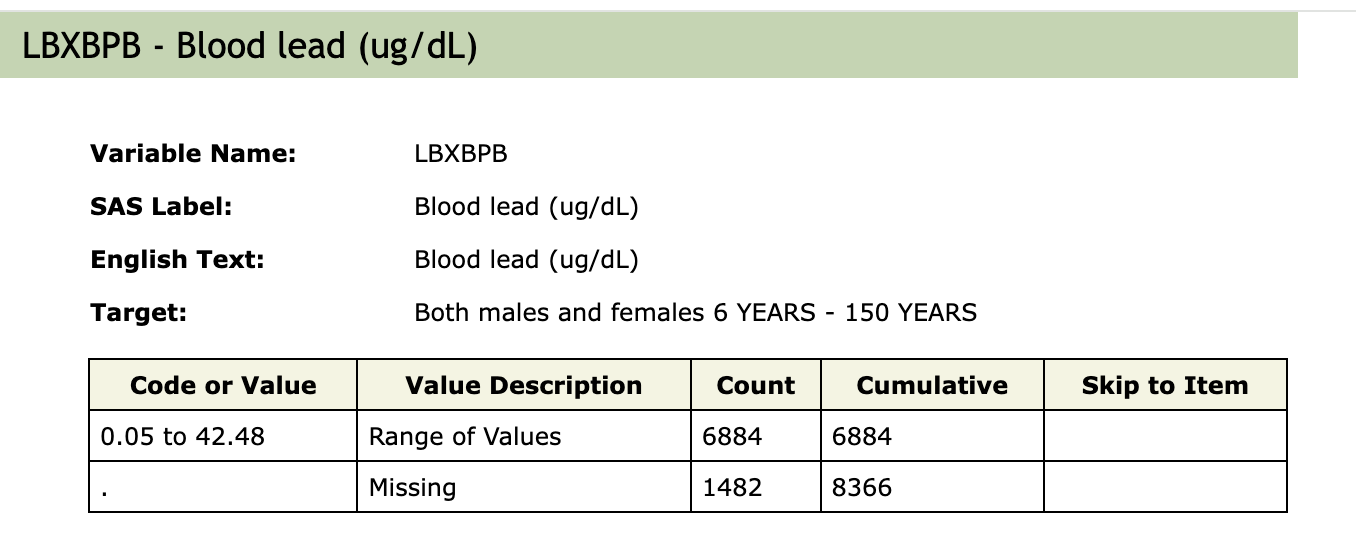 LBXBPB - Blood lead (ug/dL)
Variable Name: LBXBPB
SAS Label: Blood lead (ug/dL)
English Text: Blood lead (ug/dL)
Target: Both males and females 6 YEARS - 150 YEARS
Code or Value Value Description Count Cumulative Skip to Item
0.05 to 42.48 Range of Values 6884 6884
. Missing 1482 8366